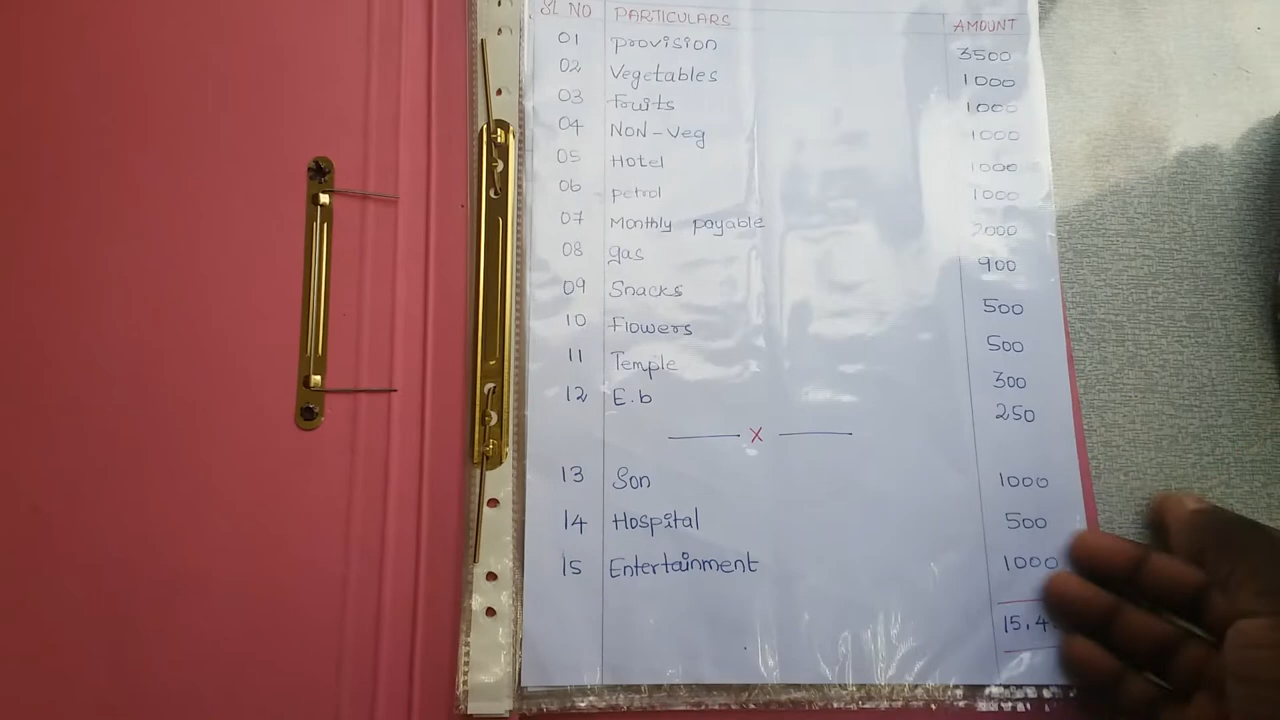 SL NO PARTICULARS AMOUNT
01 provision 3500
02 Vegetables 1000
03 fruits 1000
04 NON-Veg 1000
05 Hotel 1000
06 petrol 1000
07 Monthly payable 2000
08 gas 900
09 Snacks 500
10 Flowers 500
11 Temple 300
12 E.b 250
X
13 Son 1000
14 Hospital 500
15 Entertainment 1000
15,4